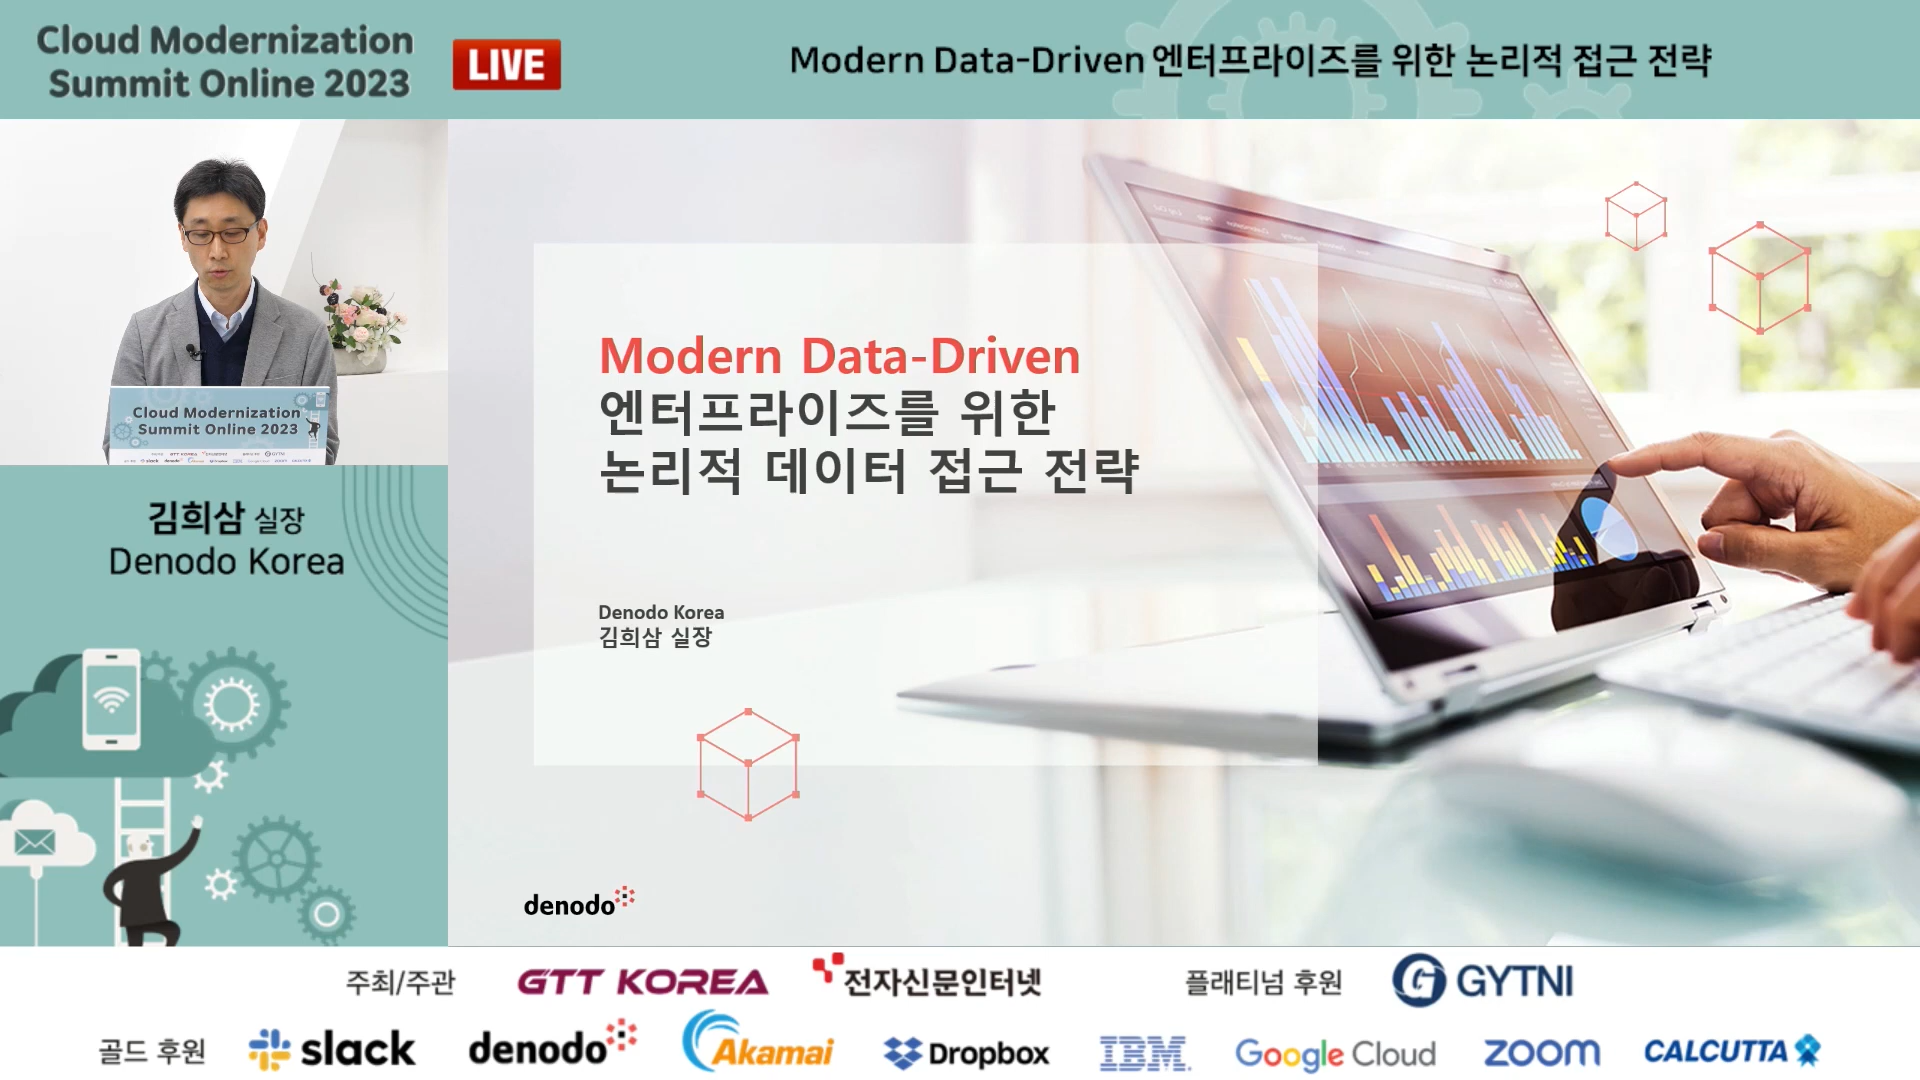 Cloud Modernization
Summit Online 2023
LIVE
Modern Data-Driven 엔터프라이즈를 위한 논리적 접근 전략
Cloud Modernization
Summit Online 2023
김희삼 실장
Denodo Korea
Modern Data-Driven
엔터프라이즈를 위한
논리적 데이터 접근 전략
Denodo Korea
김희삼 실장
denodo
주최/주관 GTT KOREA 전자신문인터넷 플래티넘 후원 GYTNI
골드 후원 slack denodo Akamai Dropbox IBM Google Cloud zoom CALCUTTA